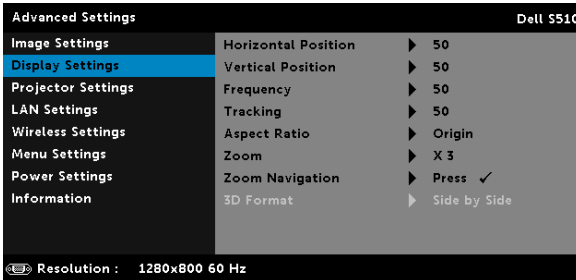 Advanced Settings Dell S510
Image Settings
Display Settings
Projector Settings
LAN Settings
Wireless Settings
Menu Settings
Power Settings
Information
Horizontal Position 50
Vertical Position 50
Frequency 50
Tracking 50
Aspect Ratio Origin
Zoom X 3
Zoom Navigation Press ✓
3D Format Side by Side
Resolution : 1280x800 60 Hz